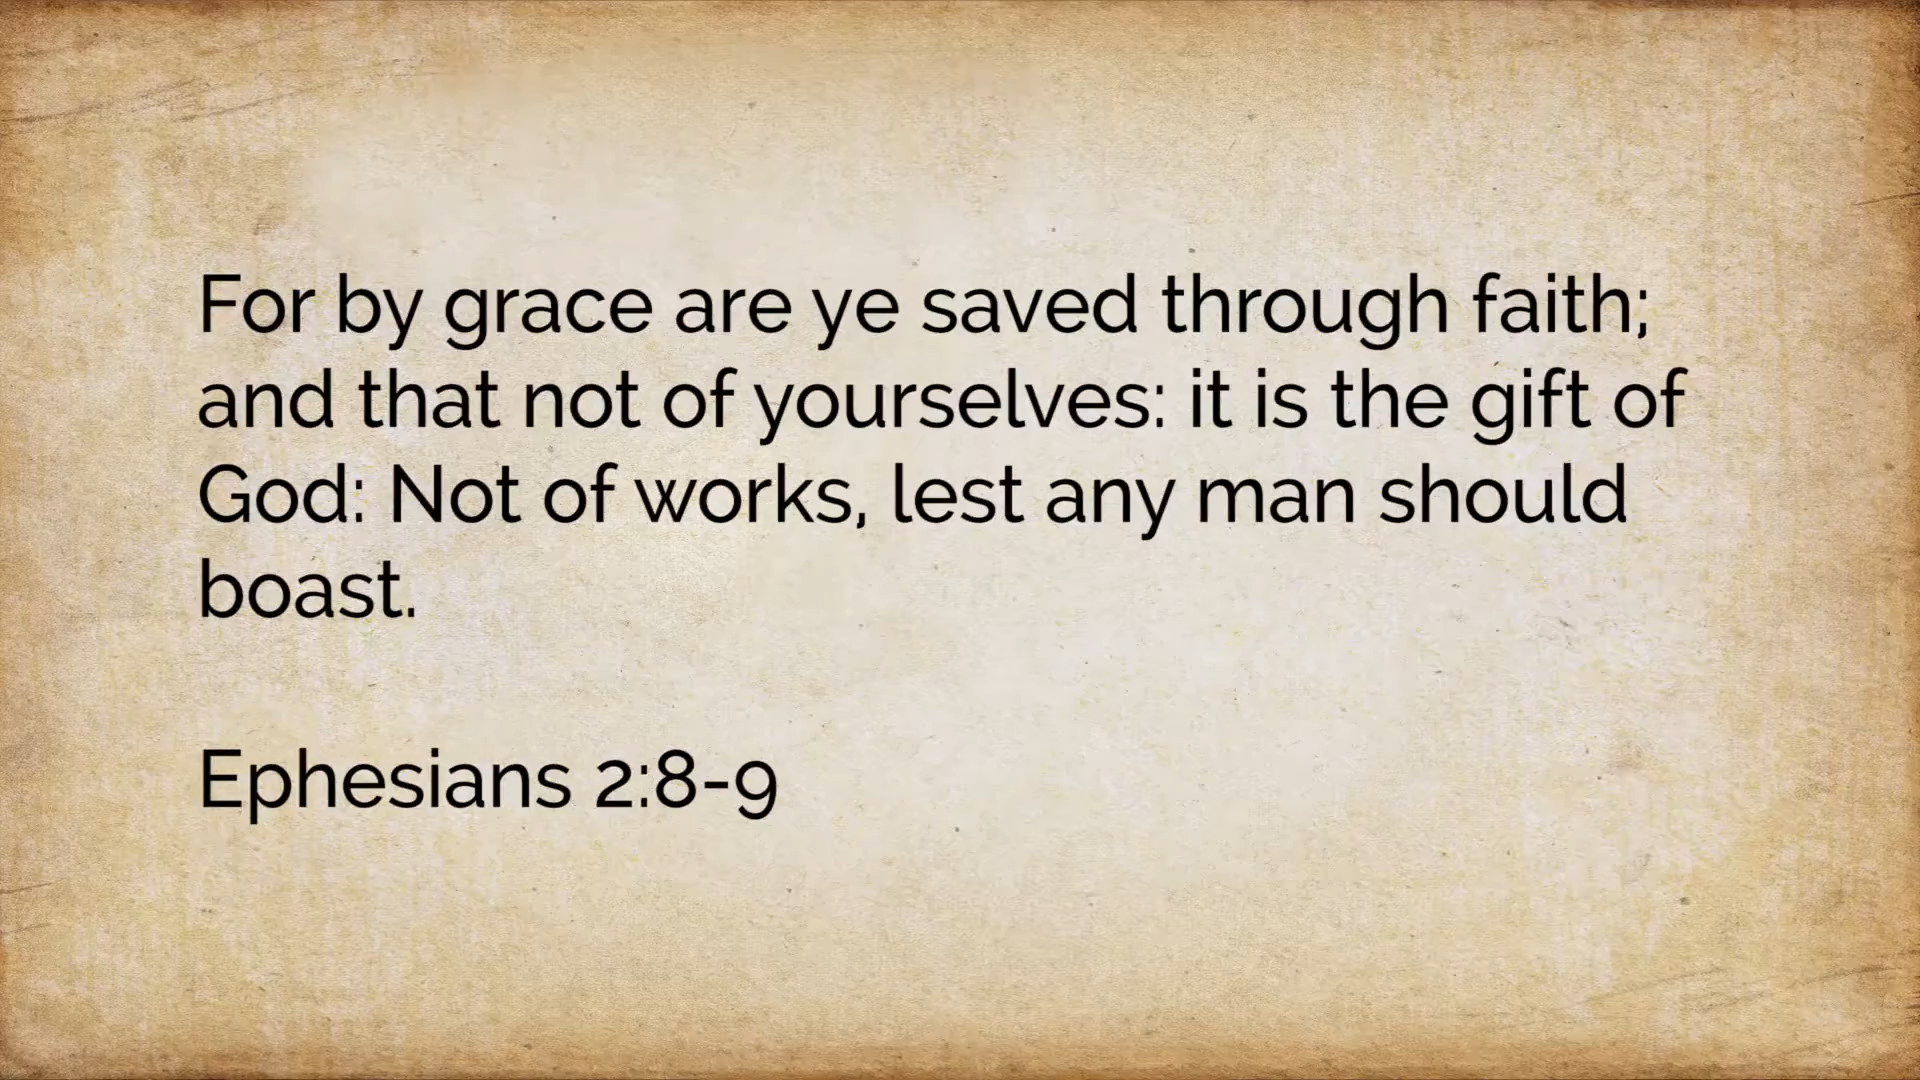 For by grace are ye saved through faith;
and that not of yourselves: it is the gift of
God: Not of works, lest any man should
boast.
Ephesians 2:8-9